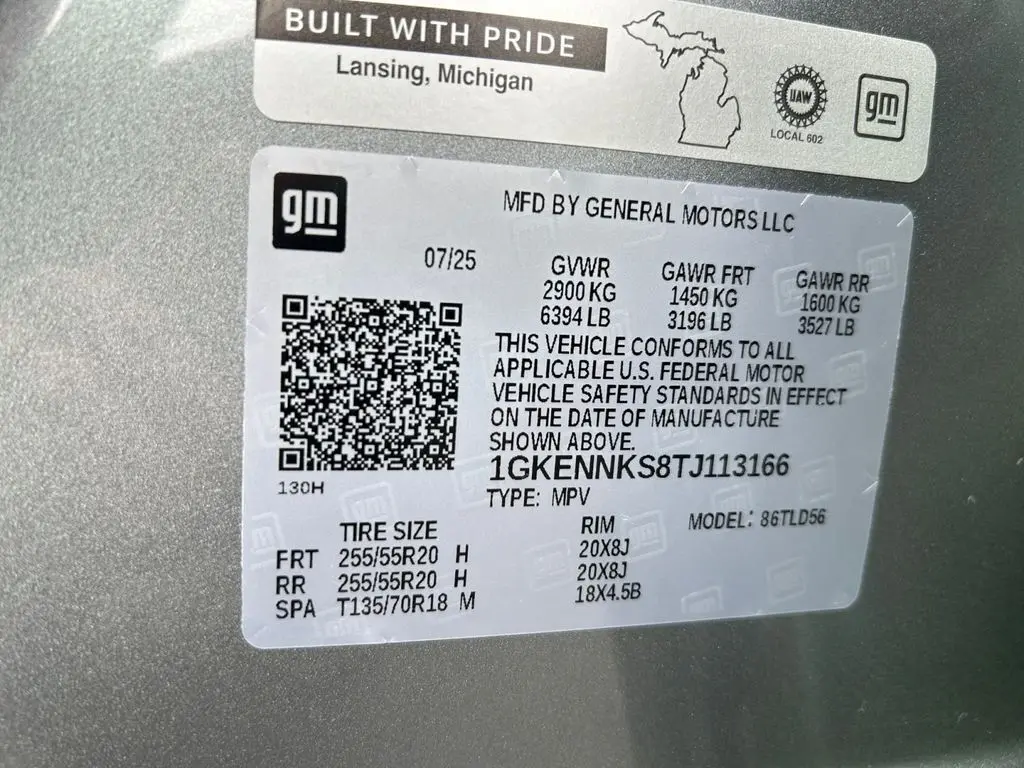 BUILT WITH PRIDE
Lansing, Michigan
UAW
LOCAL 602
gm
gm
MFD BY GENERAL MOTORS LLC
07/25
GVWR GAWR FRT GAWR RR
2900 KG 1450 KG 1600 KG
6394 LB 3196 LB 3527 LB
THIS VEHICLE CONFORMS TO ALL
APPLICABLE U.S. FEDERAL MOTOR
VEHICLE SAFETY STANDARDS IN EFFECT
ON THE DATE OF MANUFACTURE
SHOWN ABOVE.
1GKENNKS8TJ113166
130H
TYPE: MPV MODEL: 86TLD56
TIRE SIZE RIM
FRT 255/55R20 H 20X8J
RR 255/55R20 H 20X8J
SPA T135/70R18 M 18X4.5B